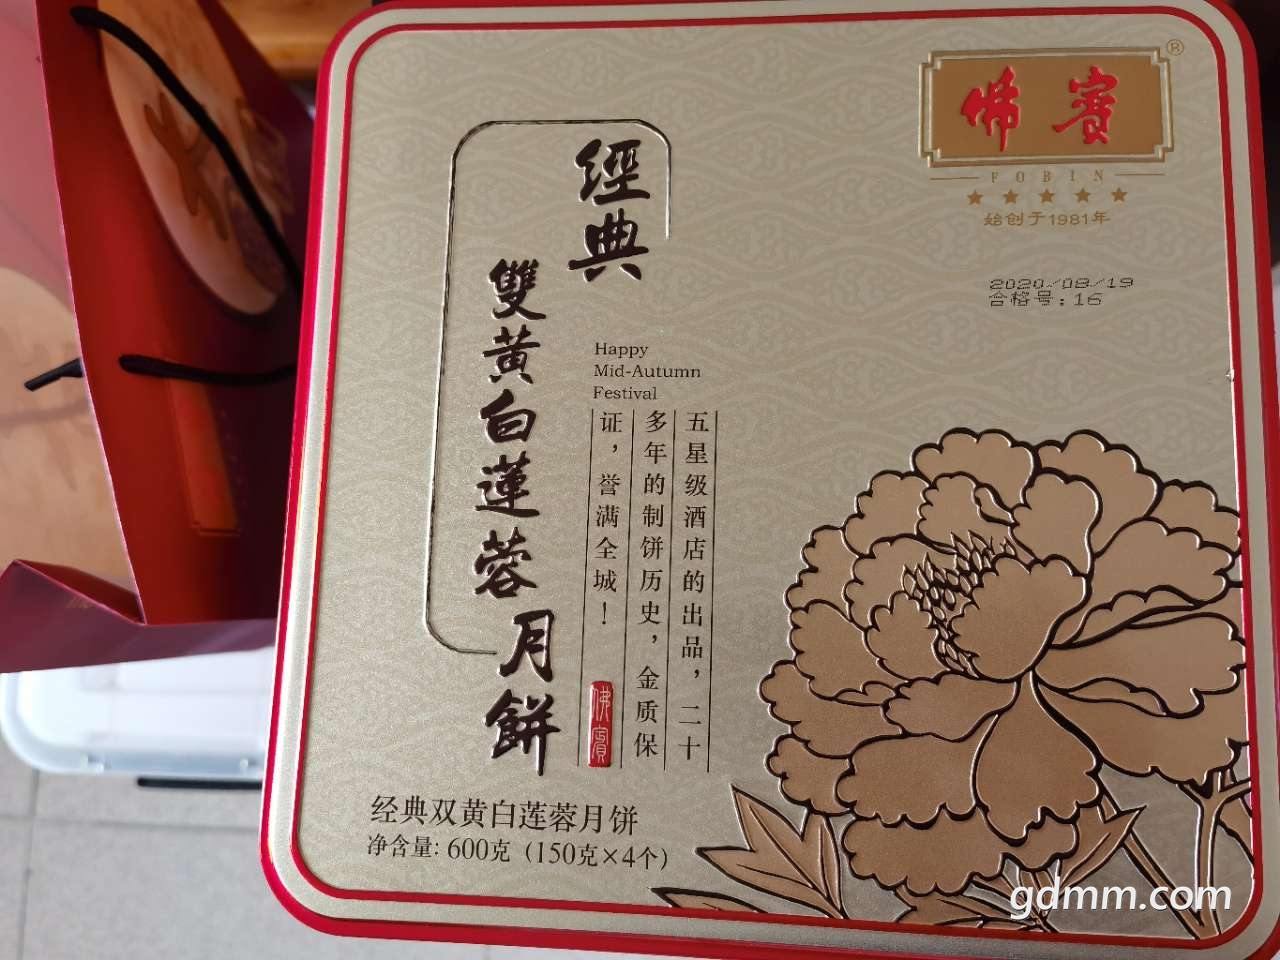 佛賓
®
FOBIN
始创于1981年
2020/08/19
合格号：16
經典
雙黄白蓮蓉月餅
Happy
Mid-Autumn
Festival
五星级酒店的出品，二十
多年的制饼历史，金质保
证，誉满全城！
佛賓
经典双黄白莲蓉月饼
净含量: 600克（150克×4个）
gdmm.com